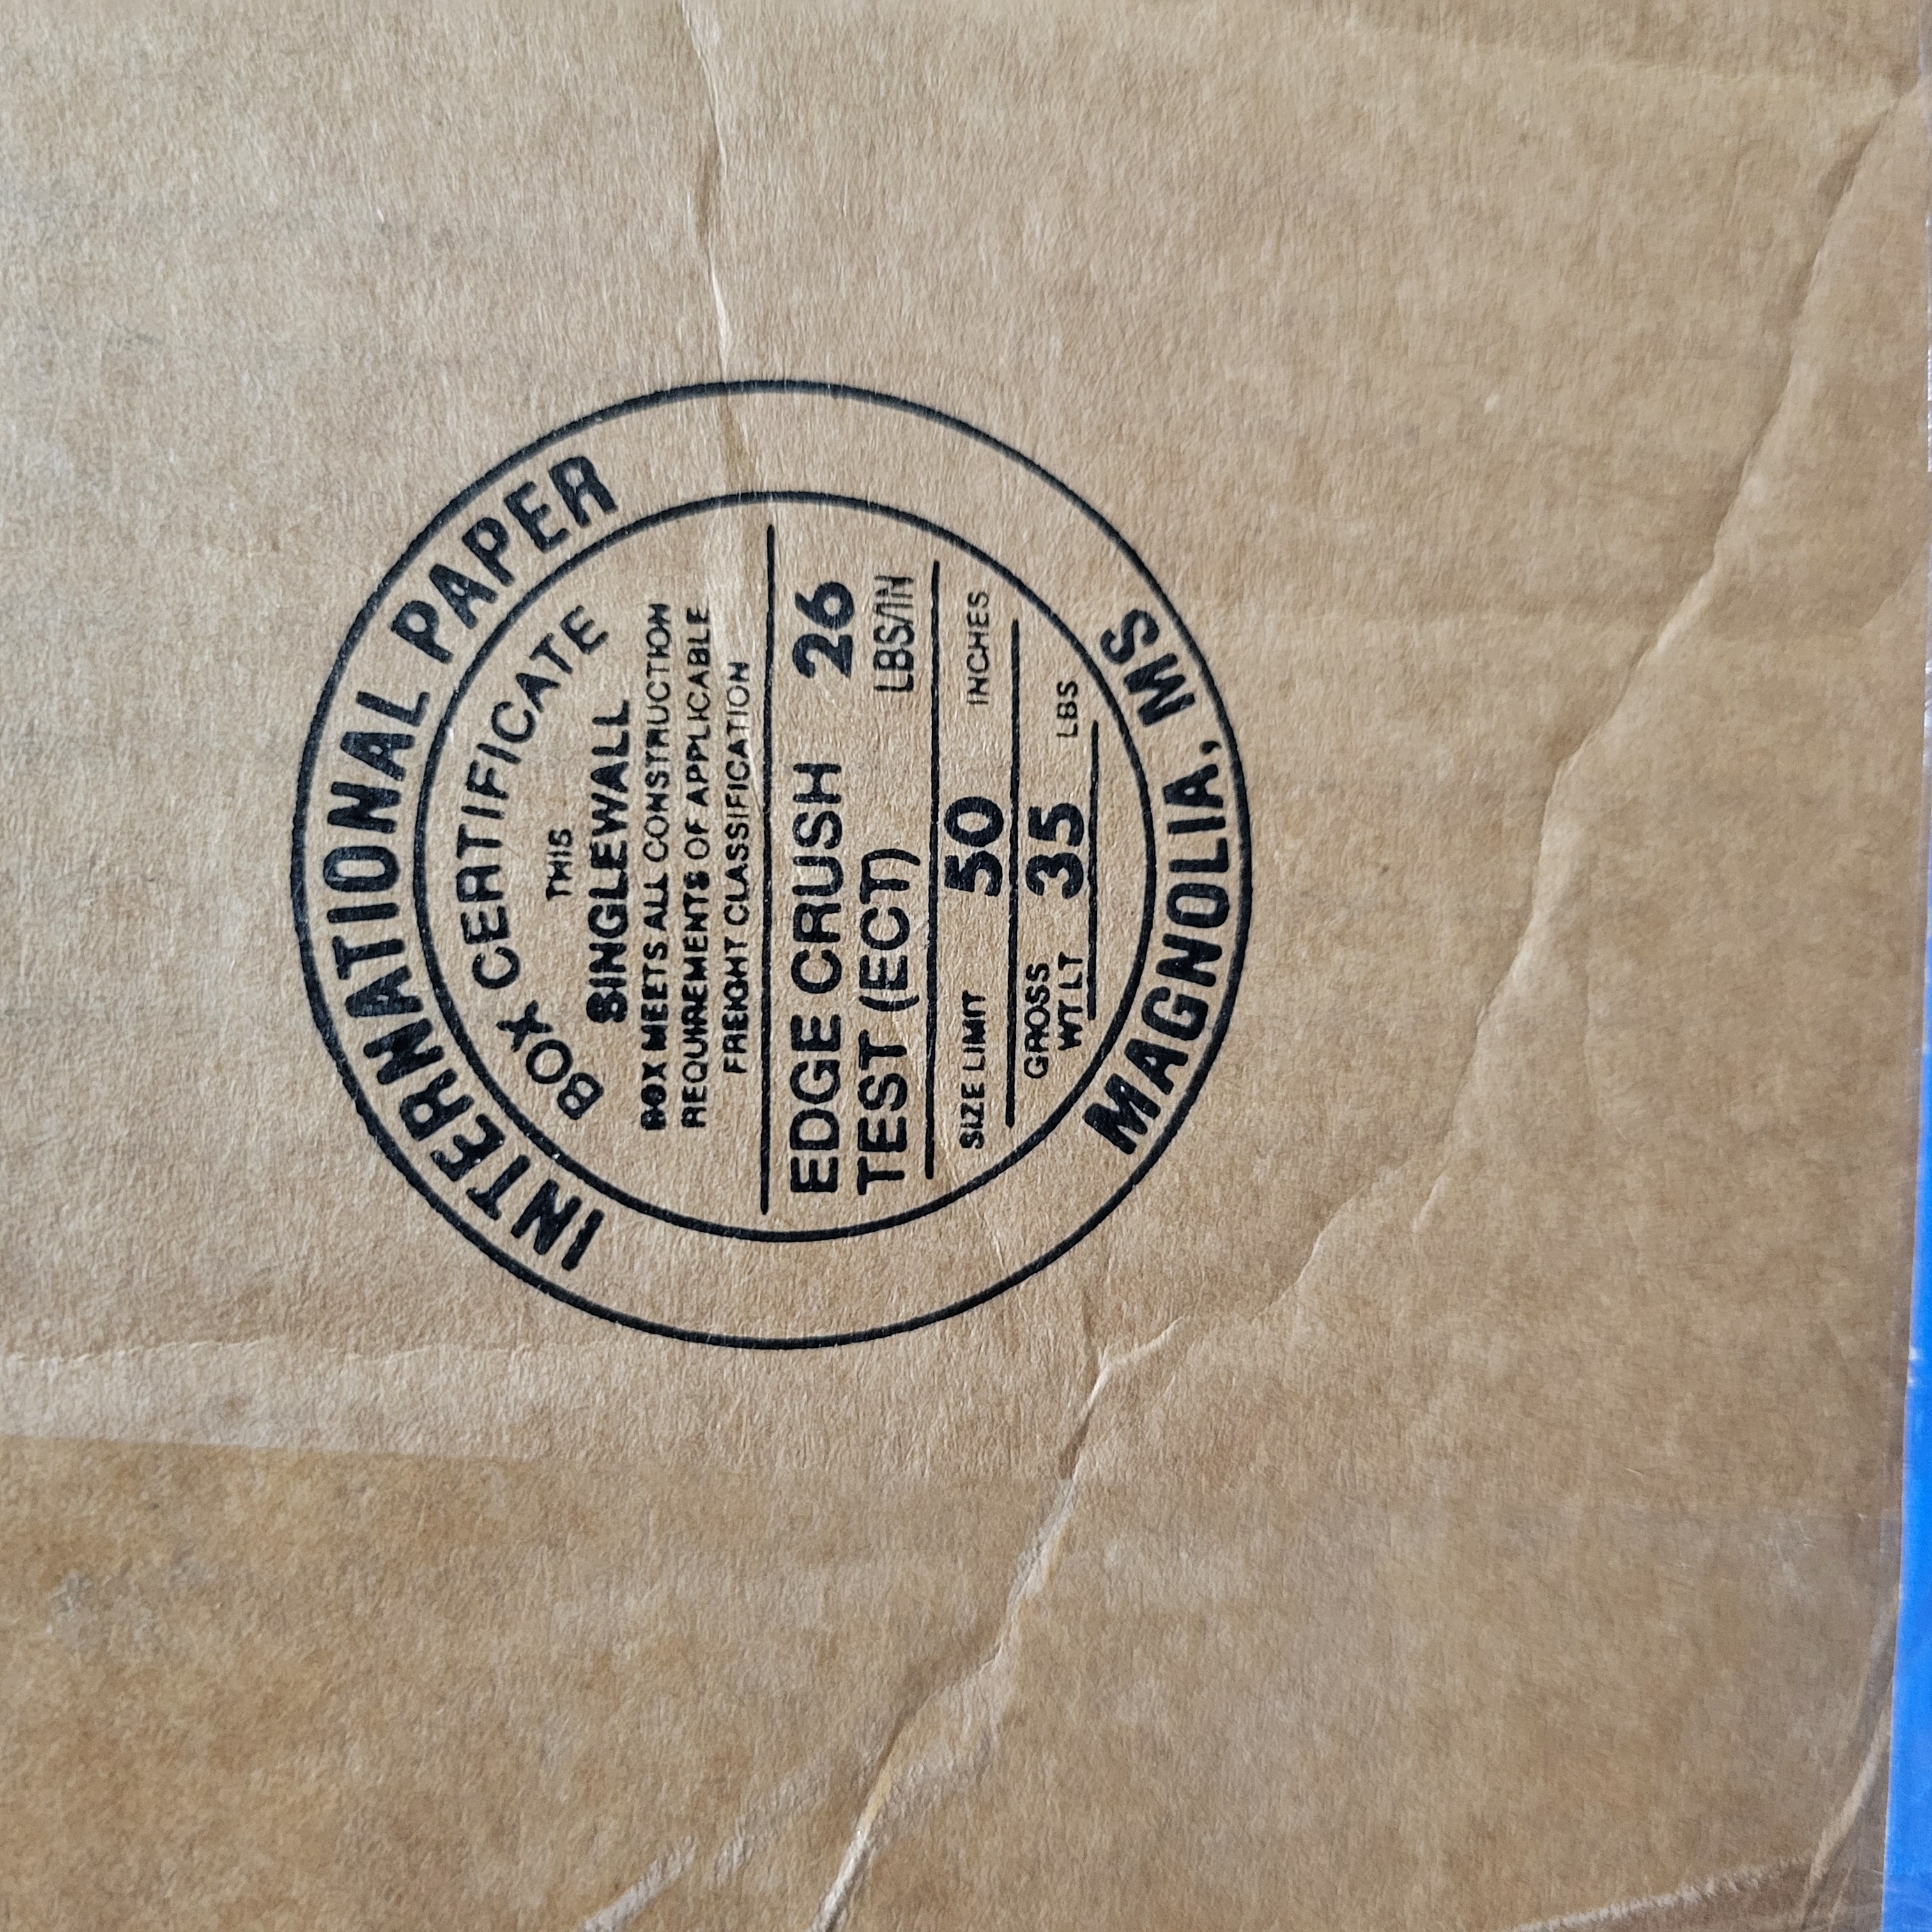 INTERNATIONAL PAPER
BOX CERTIFICATE
THIS
SINGLEWALL
BOX MEETS ALL CONSTRUCTION
REQUIREMENTS OF APPLICABLE
FREIGHT CLASSIFICATION
EDGE CRUSH 26
TEST (ECT) LBS/IN
SIZE LIMIT 50 INCHES
GROSS 35 LBS
WT LT
MAGNOLIA, MS